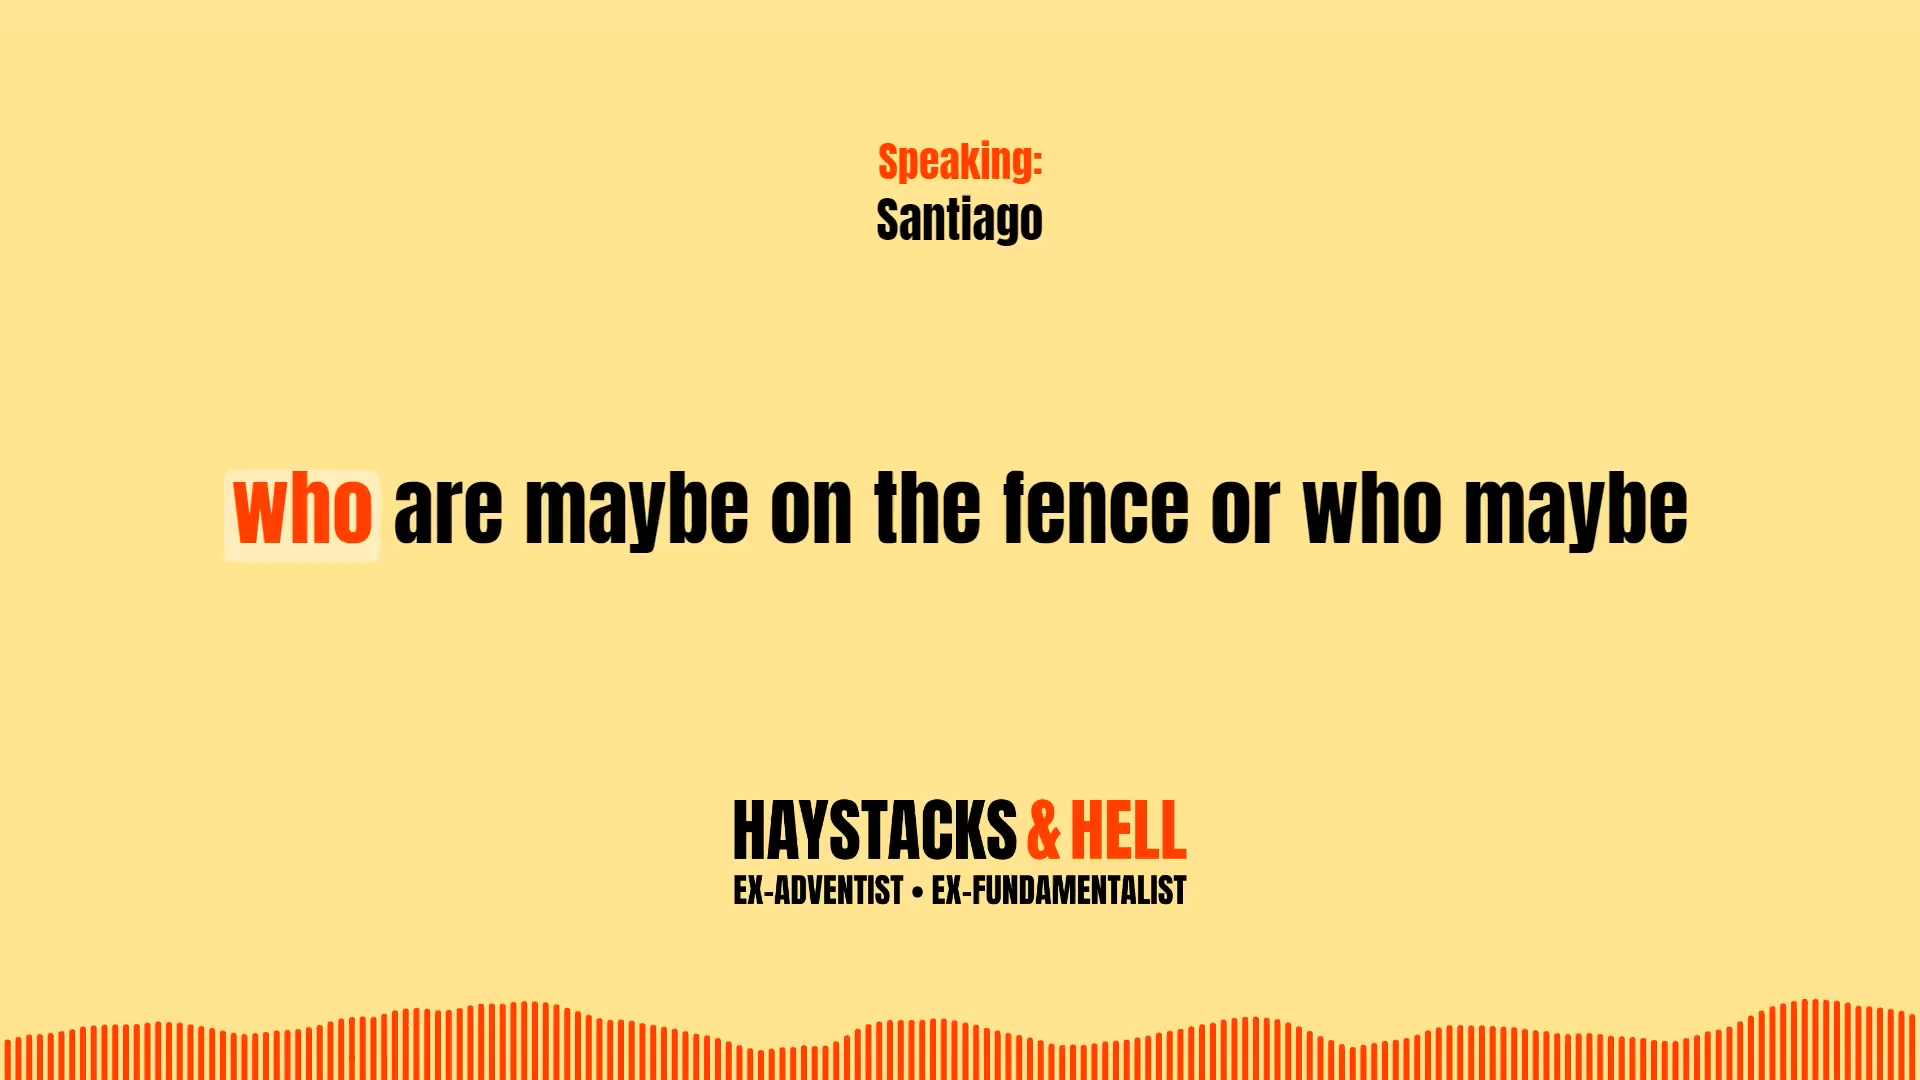 Speaking:
Santiago
who are maybe on the fence or who maybe
HAYSTACKS & HELL
EX-ADVENTIST • EX-FUNDAMENTALIST